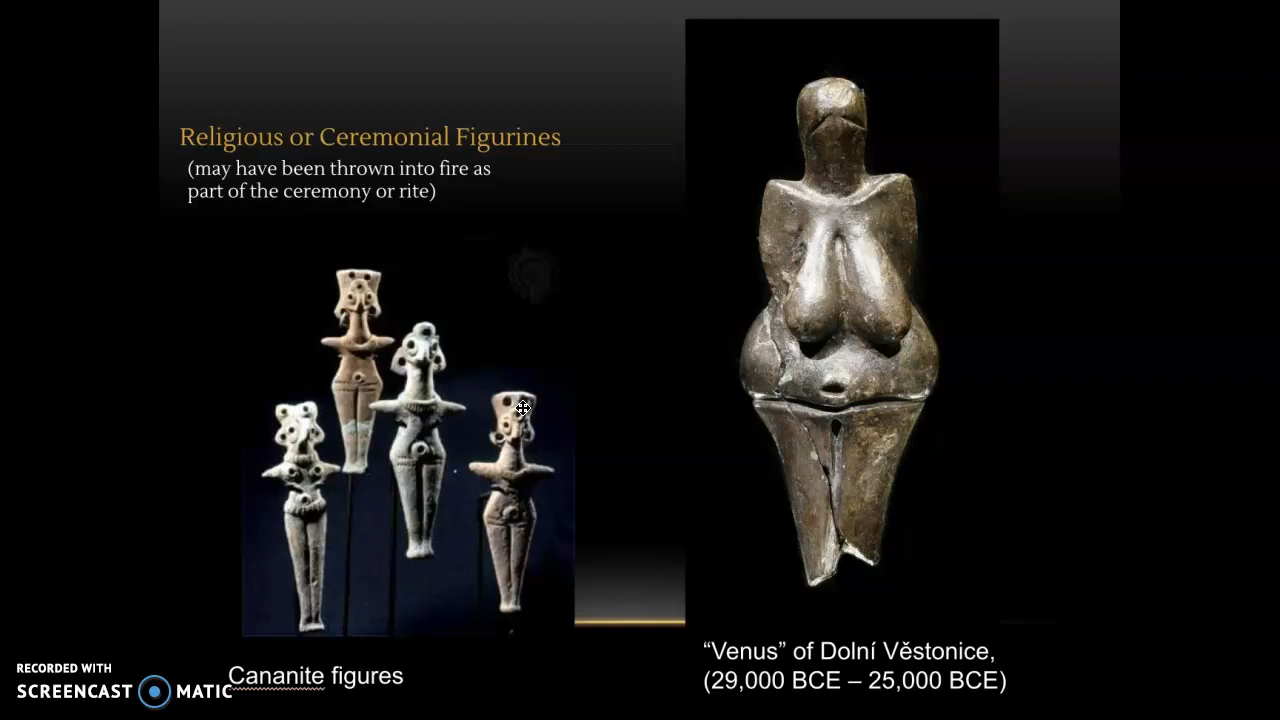 Religious or Ceremonial Figurines
(may have been thrown into fire as
part of the ceremony or rite)
“Venus” of Dolní Věstonice,
(29,000 BCE – 25,000 BCE)
Cananite figures
RECORDED WITH
SCREENCAST MATIC